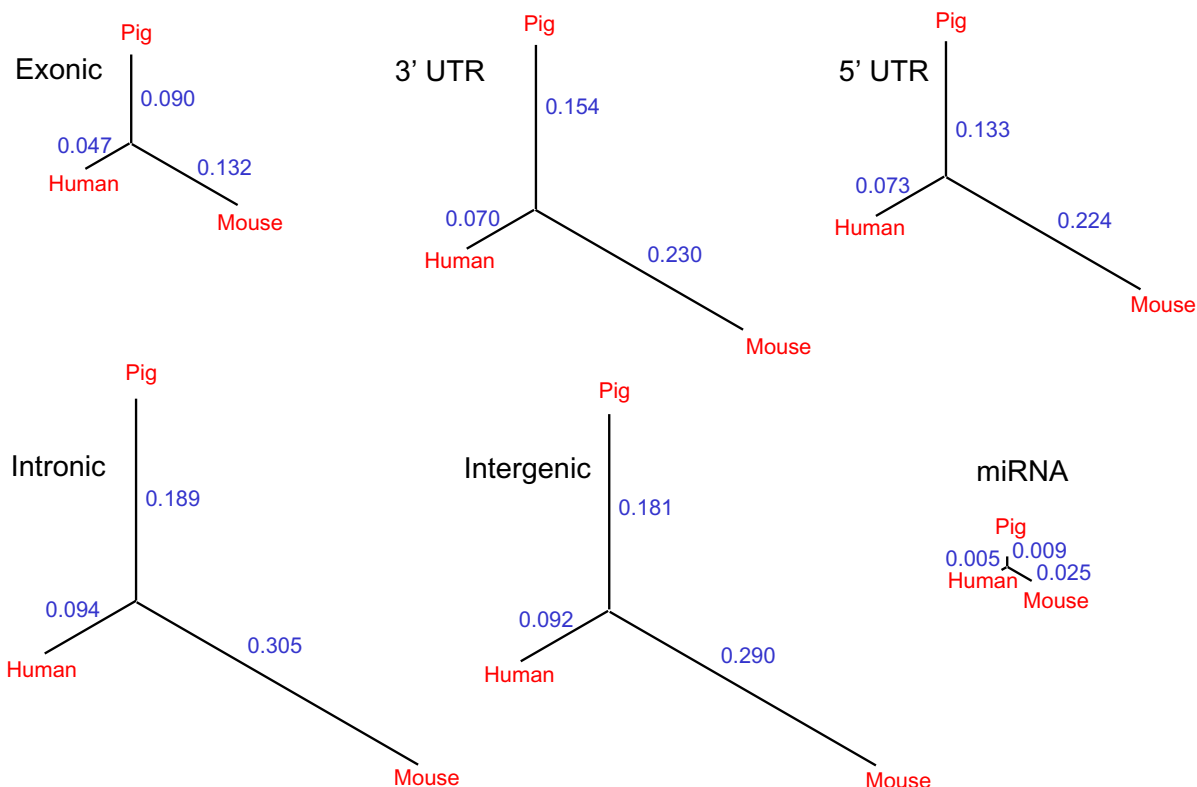 Exonic
Pig
0.090
0.047
0.132
Human
Mouse
3’ UTR
Pig
0.154
0.070
0.230
Human
Mouse
5’ UTR
Pig
0.133
0.073
0.224
Human
Mouse
Intronic
Pig
0.189
0.094
0.305
Human
Mouse
Intergenic
Pig
0.181
0.092
0.290
Human
Mouse
miRNA
Pig
0.005
0.009
0.025
Human
Mouse